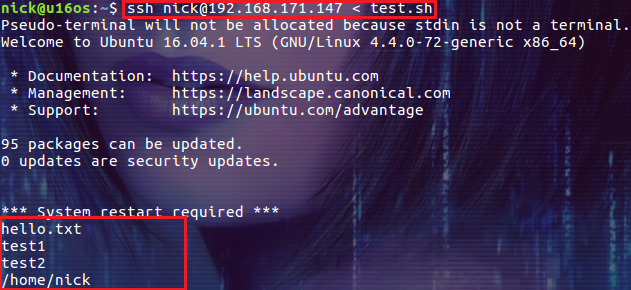 nick@u16os:~$ ssh nick@192.168.171.147 < test.sh
Pseudo-terminal will not be allocated because stdin is not a terminal.
Welcome to Ubuntu 16.04.1 LTS (GNU/Linux 4.4.0-72-generic x86_64)
* Documentation:  https://help.ubuntu.com
* Management:     https://landscape.canonical.com
* Support:        https://ubuntu.com/advantage
95 packages can be updated.
0 updates are security updates.
*** System restart required ***
hello.txt
test1
test2
/home/nick